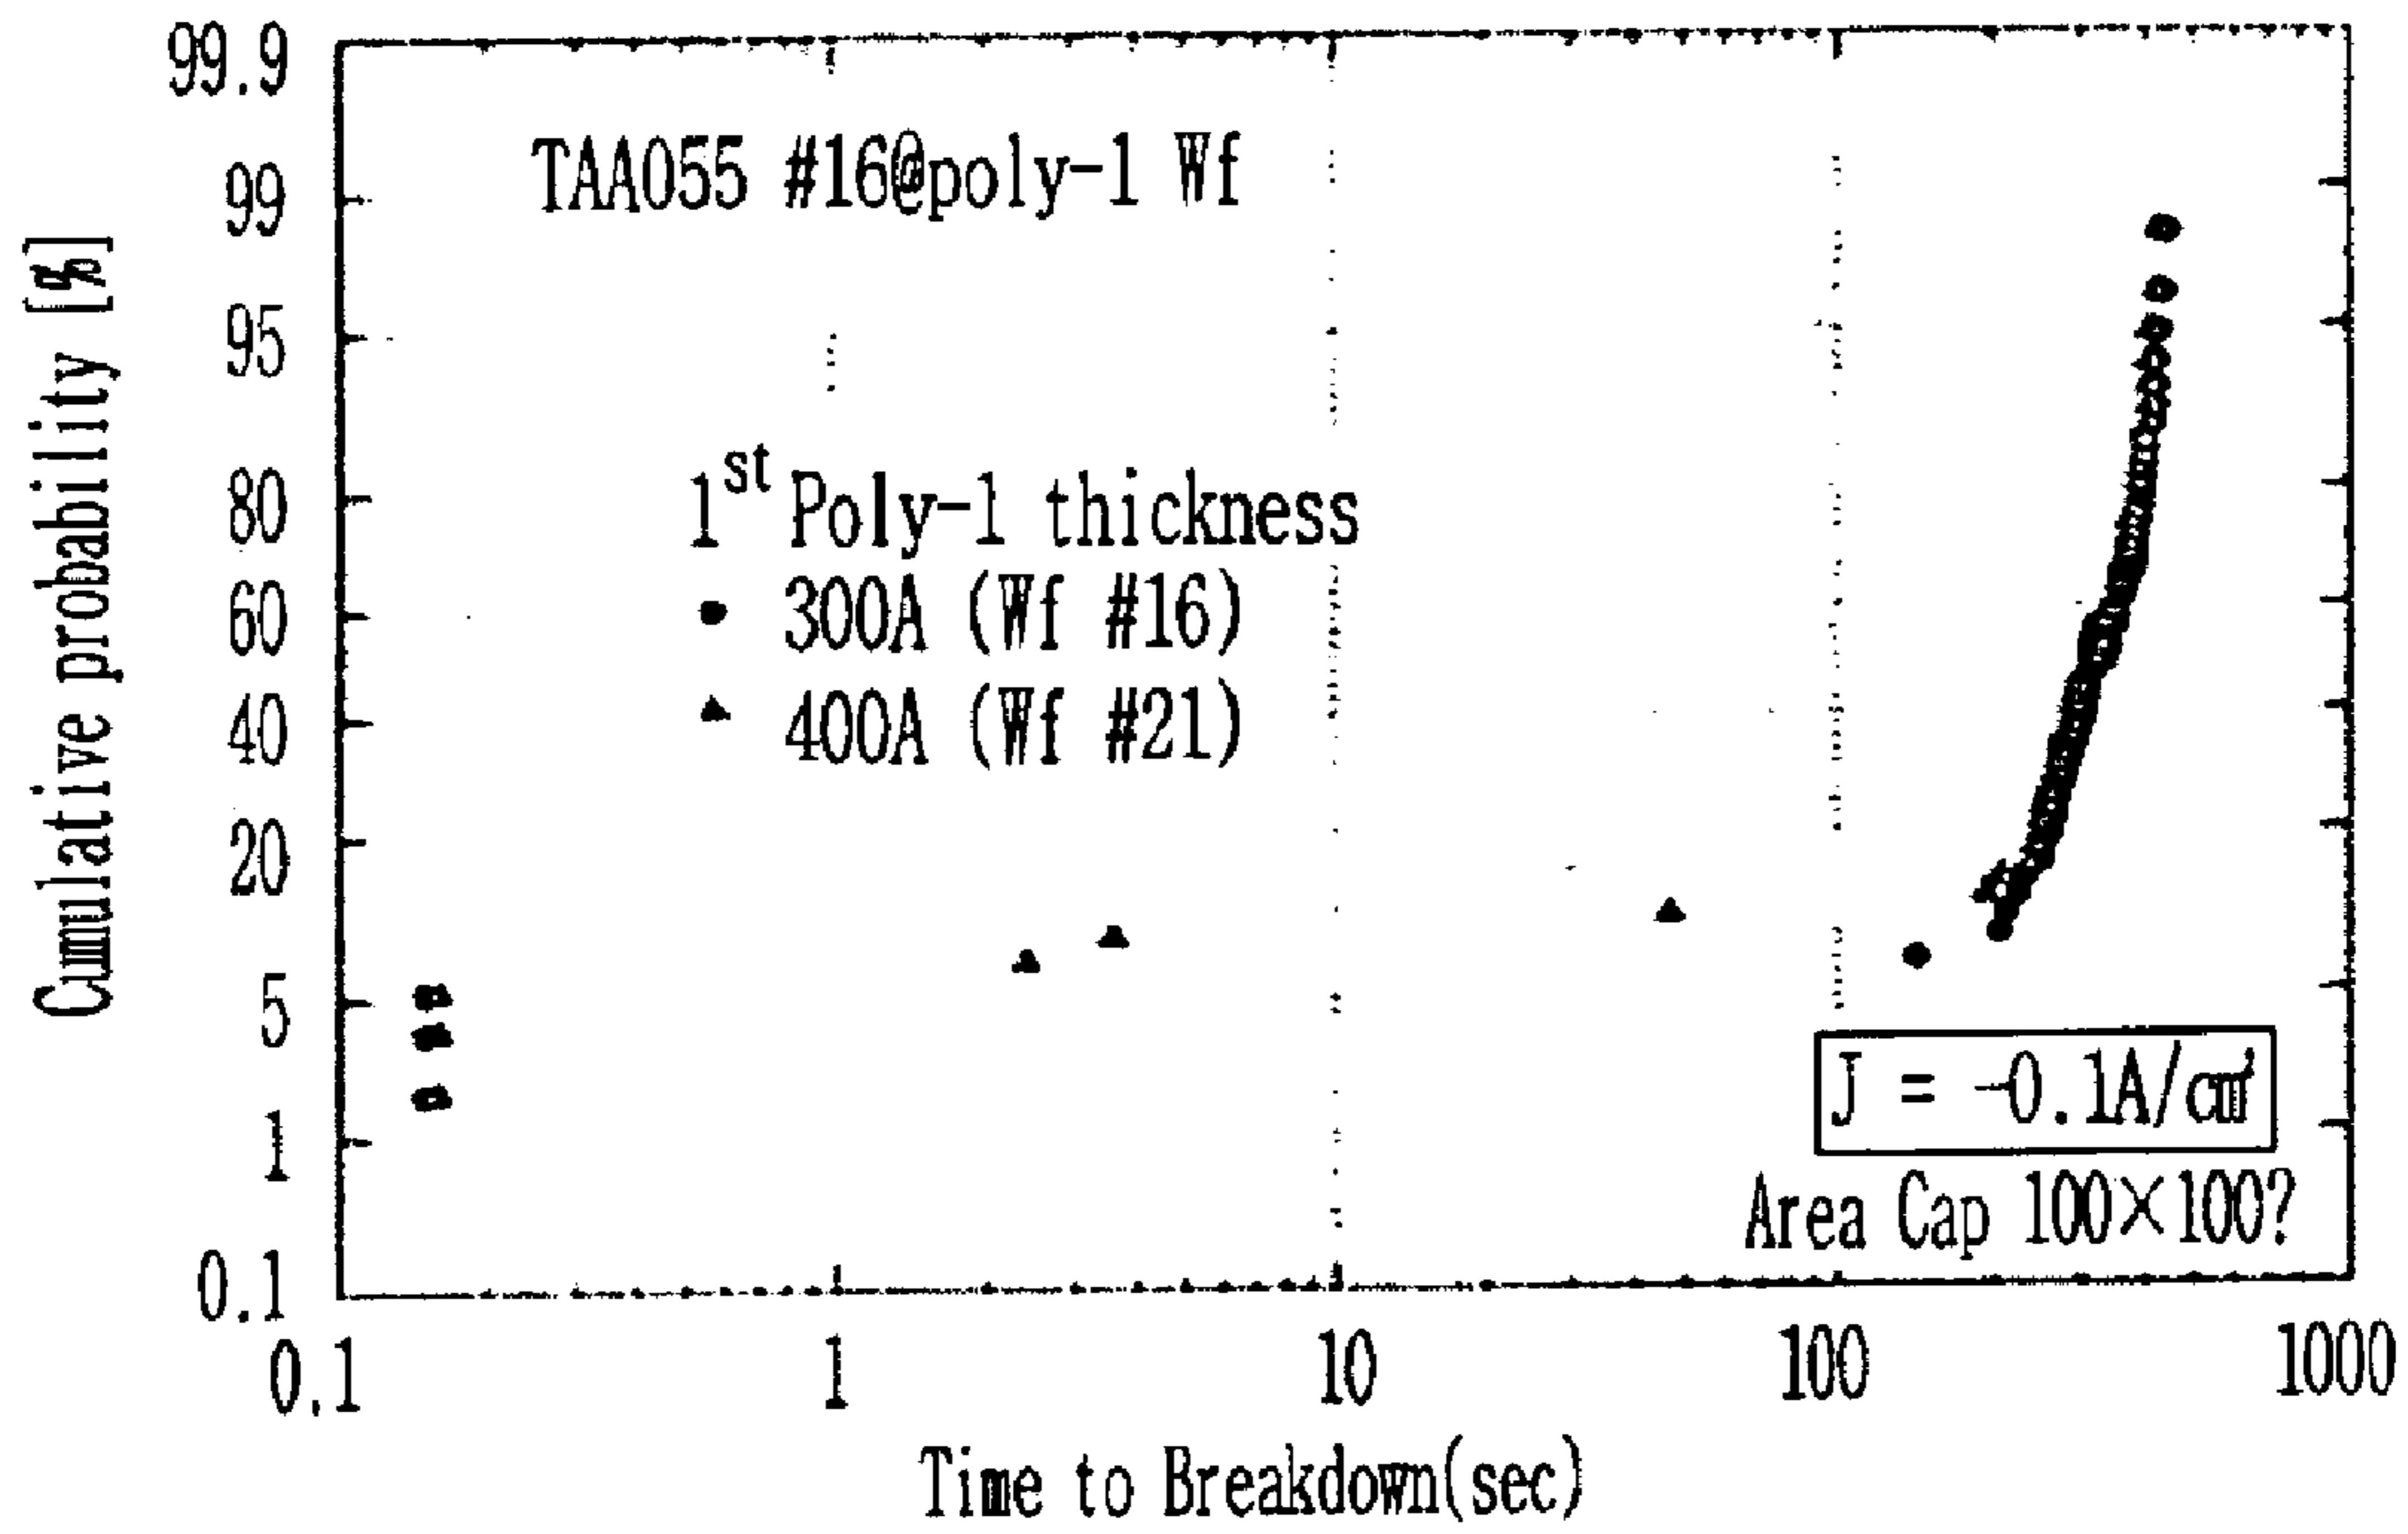 99.9
99
95
80
60
40
20
5
1
0.1
Cumulative probability [%]
TAA055 #16@poly-1 Wf
1st Poly-1 thickness
● 300A (Wf #16)
▲ 400A (Wf #21)
J = -0.1A/㎠
Area Cap 100×100?
0.1 1 10 100 1000
Time to Breakdown(sec)